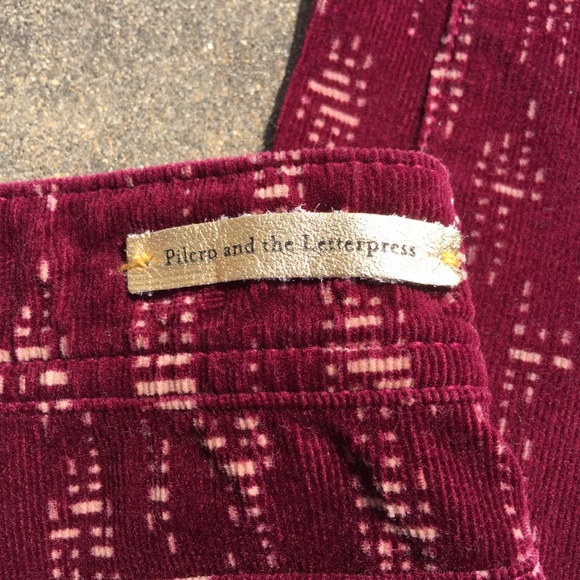 Pilcro and the Letterpress